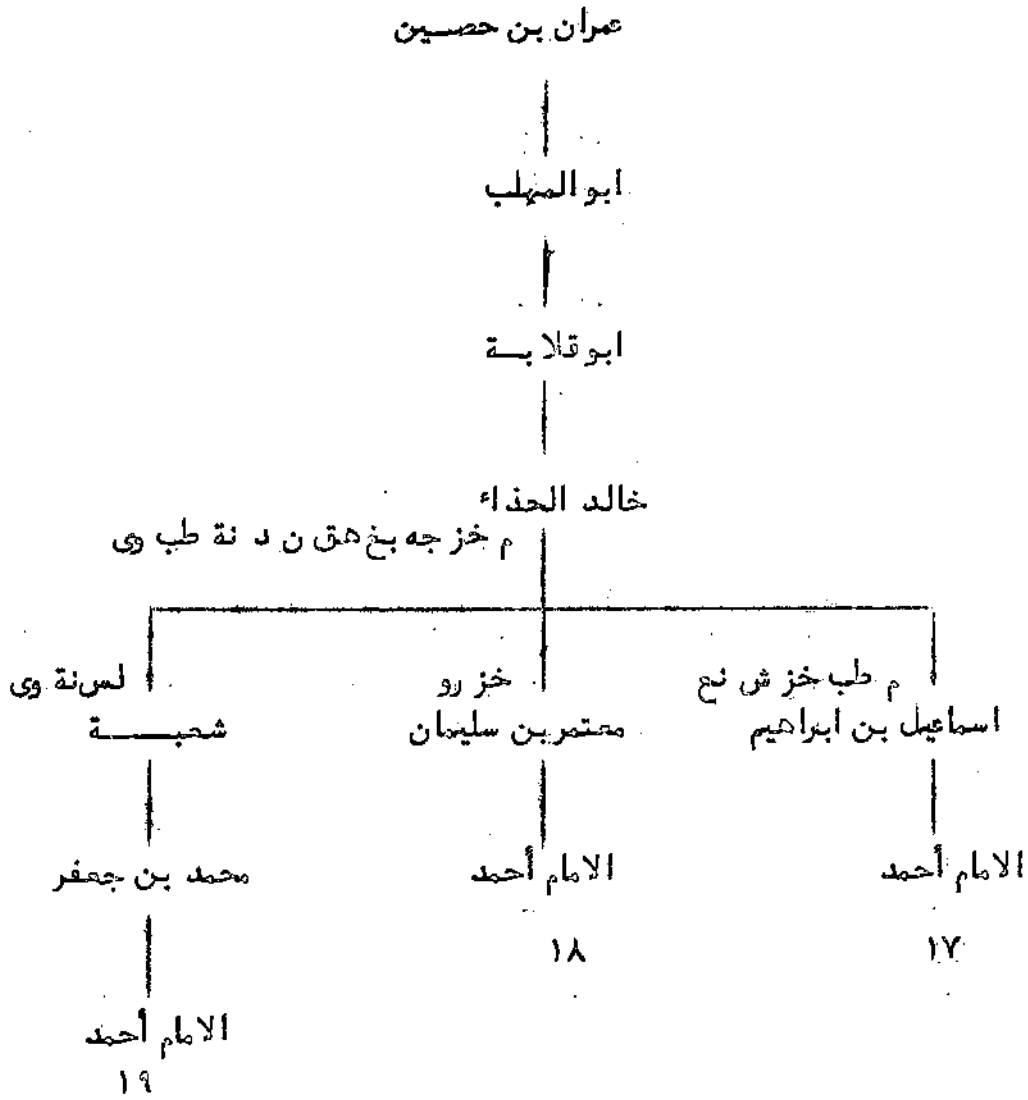 عمران بن حصين
ابو المهلب
ابو قلابة
خالد الحذاء
م خز جه بخ هق ن د نة طب وى
م طب خز ش نع
اسماعيل بن ابراهيم
الامام أحمد
١٧
خز رو
معتمر بن سليمان
الامام أحمد
١٨
لس نة وى
شعبة
محمد بن جعفر
الامام أحمد
١٩